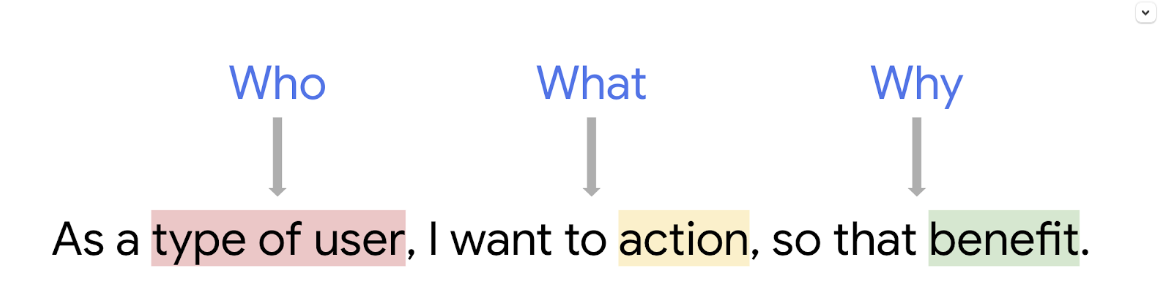 Who What Why
As a type of user, I want to action, so that benefit.